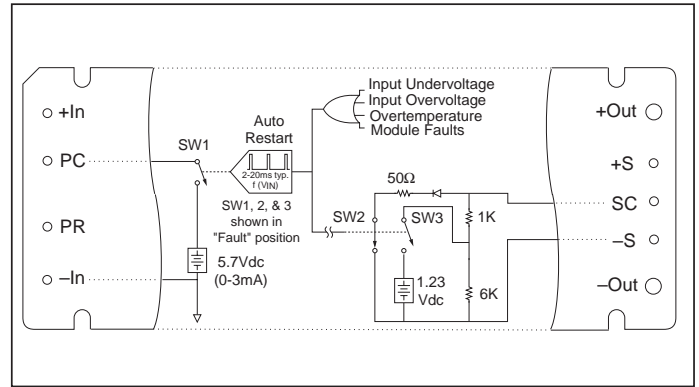 +In
PC
PR
–In
SW1
Auto
Restart
2-20ms typ.
f (VIN)
SW1, 2, & 3
shown in
"Fault" position
5.7Vdc
(0-3mA)
Input Undervoltage
Input Overvoltage
Overtemperature
Module Faults
50Ω
SW2
SW3
1K
1.23
Vdc
6K
+Out
+S
SC
–S
–Out